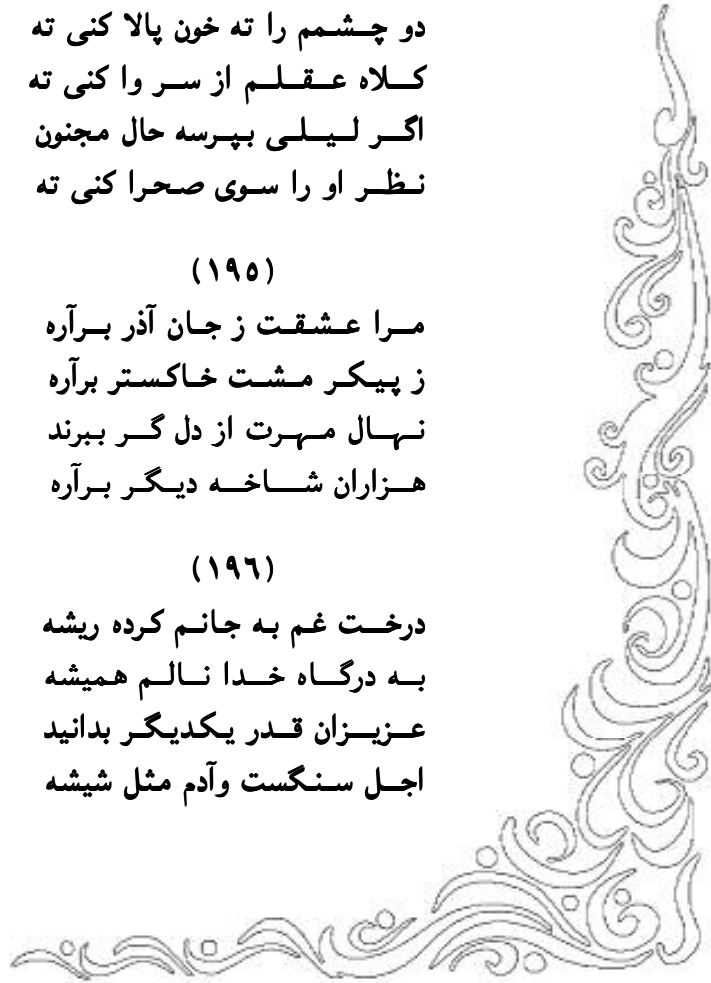 دو چشمم را ته خون پالا کنی ته
کلاه عقلم از سر وا کنی ته
اگر لیلی بپرسه حال مجنون
نظر او را سوی صحرا کنی ته
(۱۹۵)
مرا عشقت ز جان آذر برآره
ز پیکر مشت خاکستر برآره
نهال مهرت از دل گر ببرند
هزاران شاخه دیگر برآره
(۱۹۶)
درخت غم به جانم کرده ریشه
به درگاه خدا نالم همیشه
عزیزان قدر یکدیگر بدانید
اجل سنگست وآدم مثل شیشه